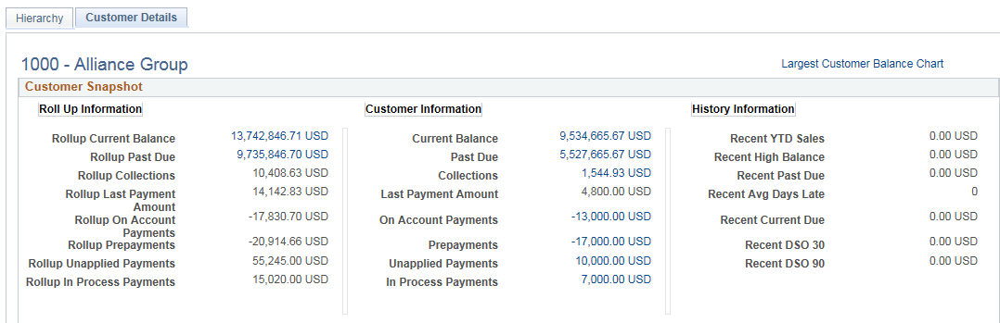 Hierarchy
Customer Details
1000 - Alliance Group
Largest Customer Balance Chart
Customer Snapshot
Roll Up Information
Rollup Current Balance 13,742,846.71 USD
Rollup Past Due 9,735,846.70 USD
Rollup Collections 10,408.63 USD
Rollup Last Payment 14,142.83 USD
Amount
Rollup On Account -17,830.70 USD
Payments
Rollup Prepayments -20,914.66 USD
Rollup Unapplied Payments 55,245.00 USD
Rollup In Process Payments 15,020.00 USD
Customer Information
Current Balance 9,534,665.67 USD
Past Due 5,527,665.67 USD
Collections 1,544.93 USD
Last Payment Amount 4,800.00 USD
On Account Payments -13,000.00 USD
Prepayments -17,000.00 USD
Unapplied Payments 10,000.00 USD
In Process Payments 7,000.00 USD
History Information
Recent YTD Sales 0.00 USD
Recent High Balance 0.00 USD
Recent Past Due 0.00 USD
Recent Avg Days Late 0
Recent Current Due 0.00 USD
Recent DSO 30 0.00 USD
Recent DSO 90 0.00 USD